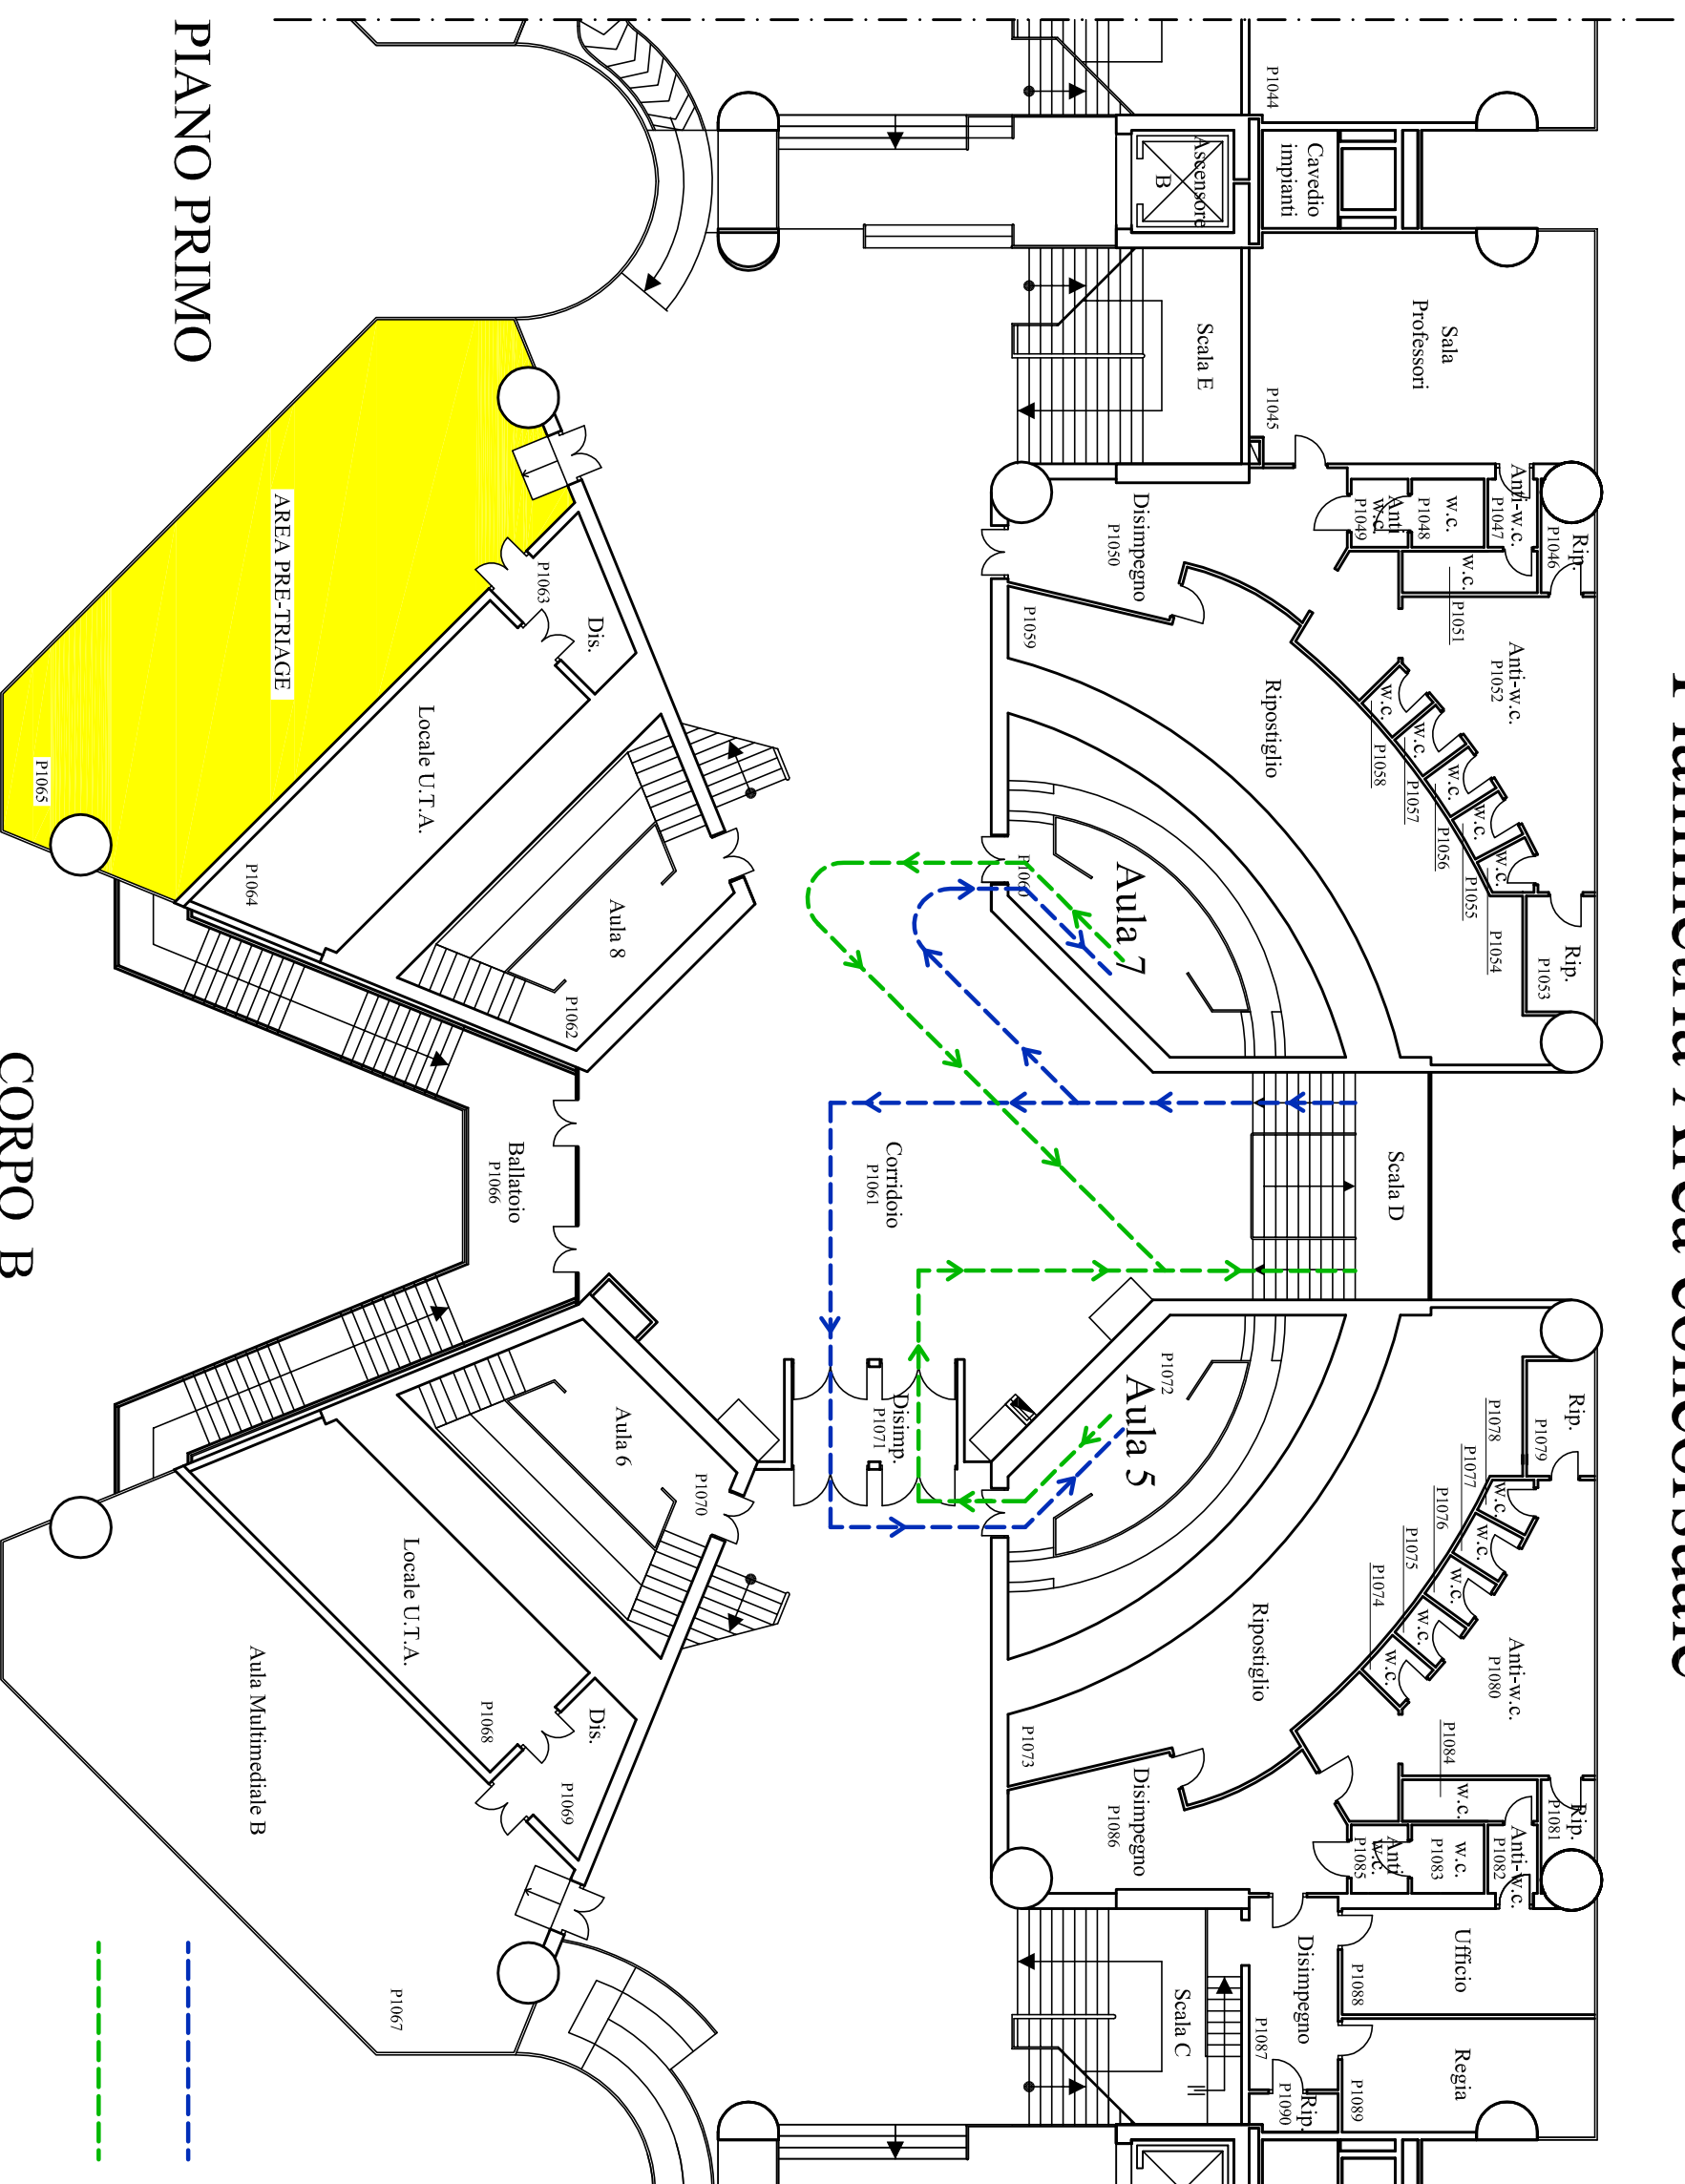 Planimetria Area Concorsuale
Rip.
P1046
Anti-w.c.
P1047
w.c.
P1048
Anti
w.c.
P1049
w.c.
P1051
Anti-w.c.
P1052
Rip.
P1053
w.c.
P1054
w.c.
P1055
w.c.
P1056
w.c.
P1057
w.c.
P1058
Rip.
P1079
w.c.
P1078
w.c.
P1077
w.c.
P1076
w.c.
P1075
w.c.
P1074
Anti-w.c.
P1080
Rip.
P1081
Anti-w.c.
P1082
w.c.
P1083
w.c.
P1084
Anti
w.c.
P1085
Ufficio
P1088
Regia
P1089
P1044
Cavedio
impianti
Sala
Professori
P1045
Ascensore
B
Scala E
Disimpegno
P1050
Ripostiglio
P1059
Aula 7
P1060
Scala D
Corridoio
P1061
Aula 5
P1072
Disimp.
P1071
Ripostiglio
P1073
Disimpegno
P1086
Disimpegno
P1087
Rip.
P1090
Scala C
Dis.
P1063
Locale U.T.A.
P1064
Aula 8
P1062
Ballatoio
P1066
Aula 6
P1070
Locale U.T.A.
P1068
Dis.
P1069
AREA PRE-TRIAGE
P1065
Aula Multimediale B
P1067
PIANO PRIMO
CORPO B